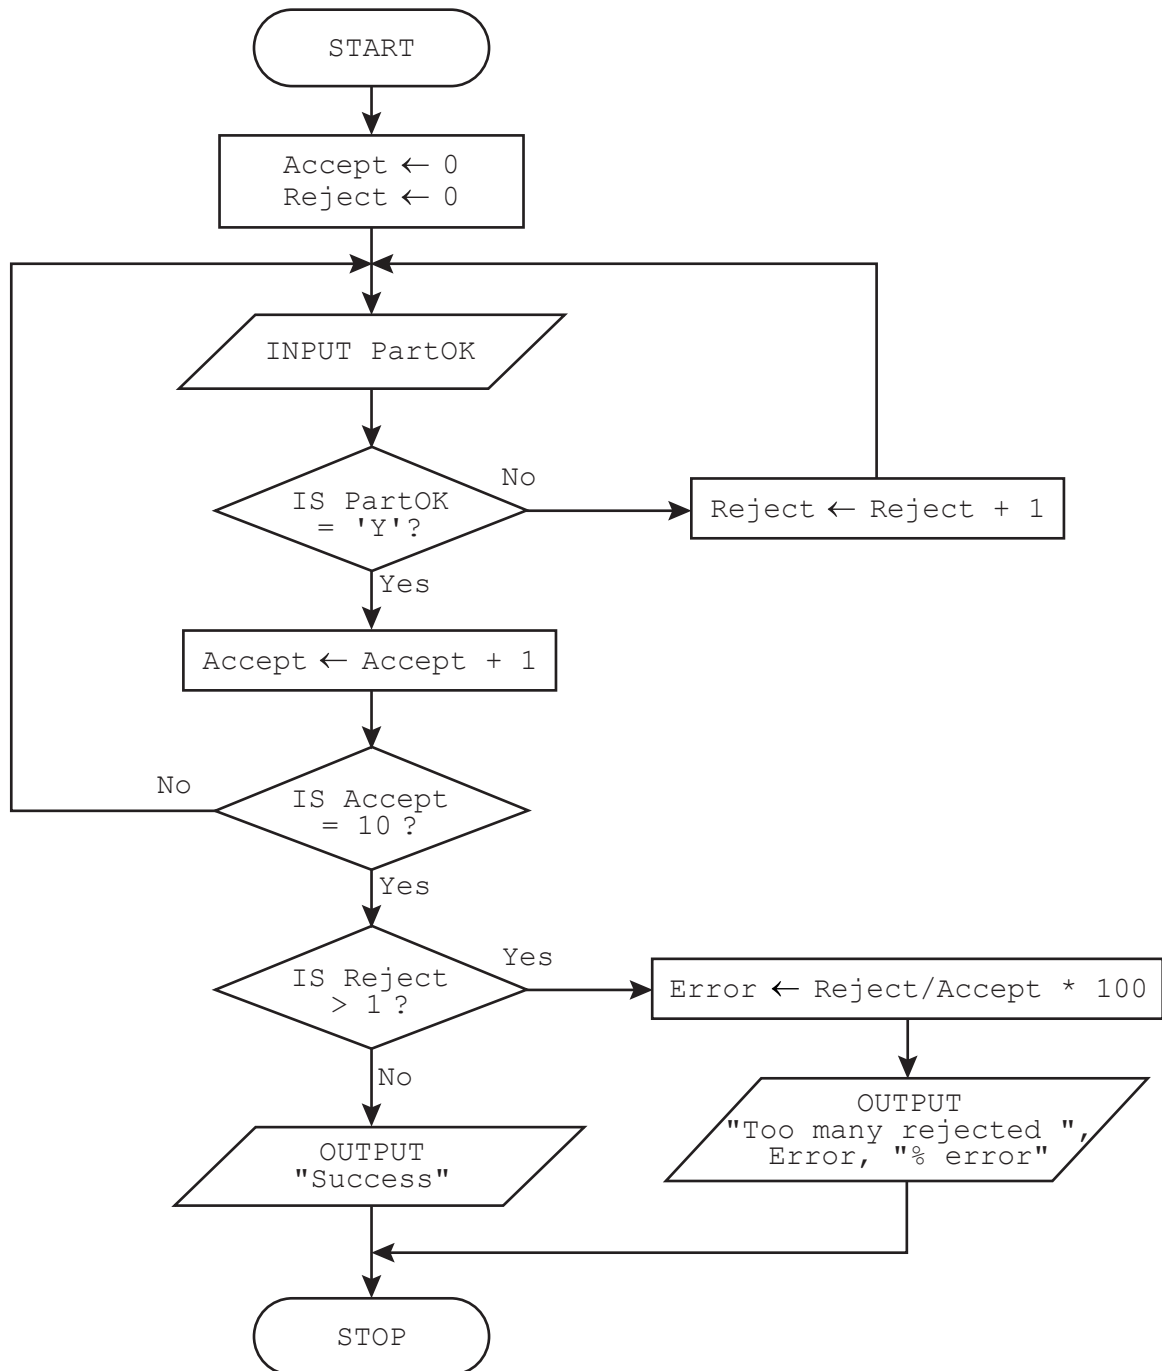 START
Accept ← 0
Reject ← 0
INPUT PartOK
IS PartOK
= 'Y'?
No
Reject ← Reject + 1
Yes
Accept ← Accept + 1
IS Accept
= 10 ?
No
Yes
IS Reject
> 1 ?
Yes
Error ← Reject/Accept * 100
No
OUTPUT
"Too many rejected ",
Error, "% error"
OUTPUT
"Success"
STOP